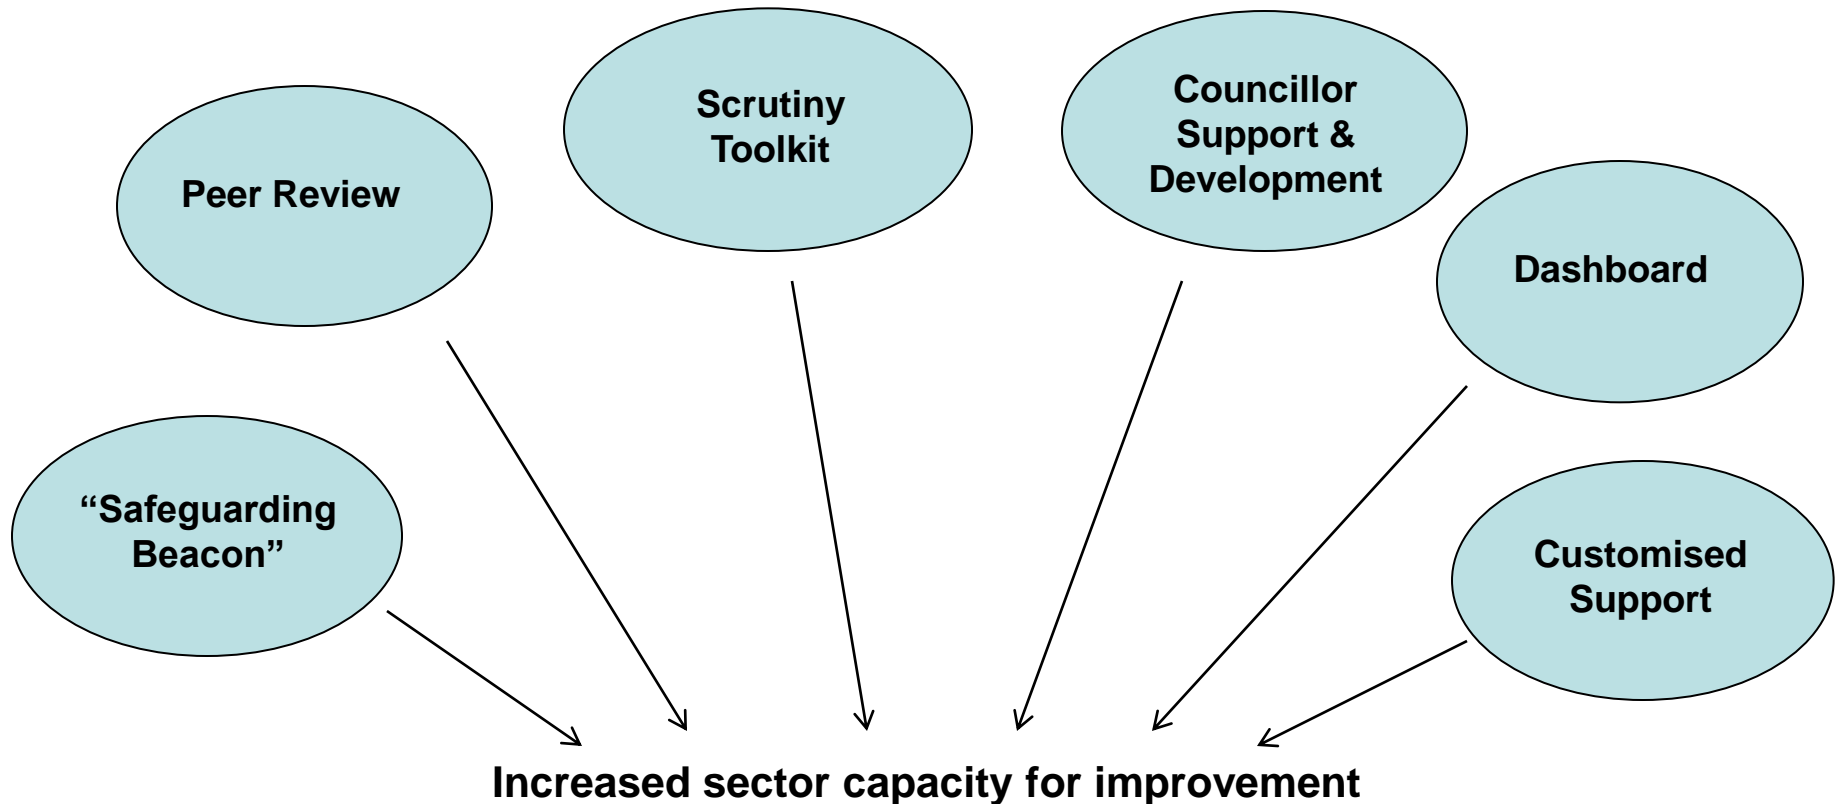 Scrutiny
Toolkit
Councillor
Support &
Development
Peer Review
Dashboard
“Safeguarding
Beacon”
Customised
Support
Increased sector capacity for improvement